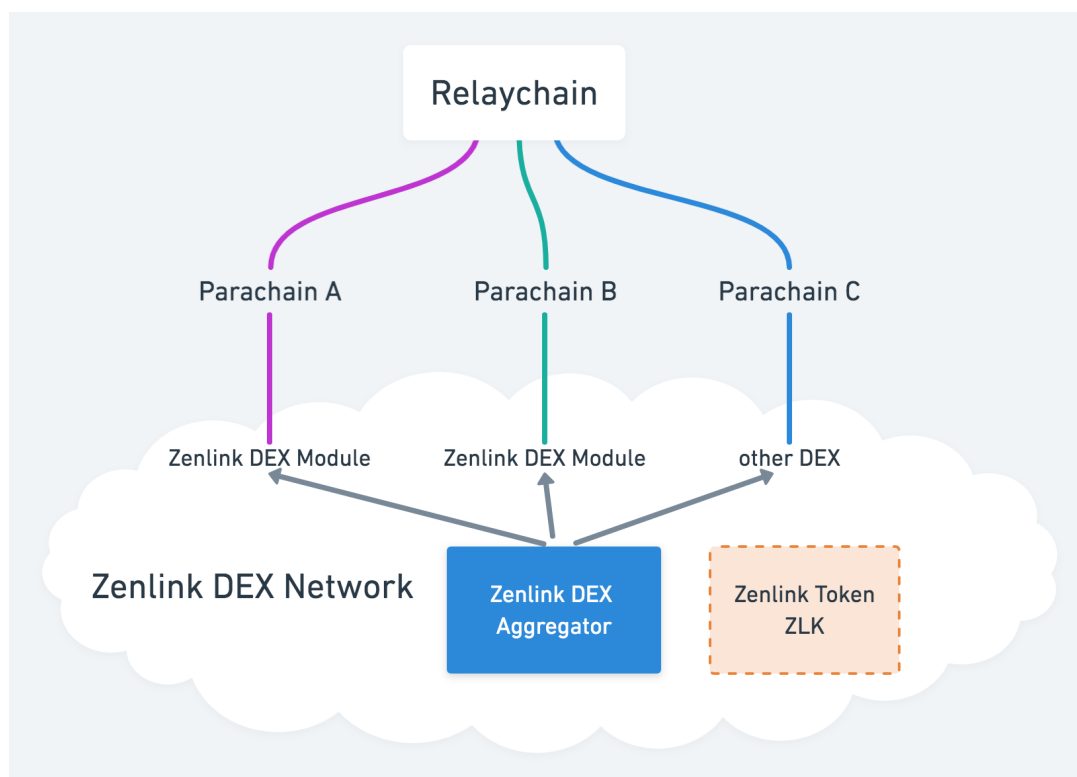 Relaychain
Parachain A
Parachain B
Parachain C
Zenlink DEX Module
Zenlink DEX Module
other DEX
Zenlink DEX Network
Zenlink DEX
Aggregator
Zenlink Token
ZLK